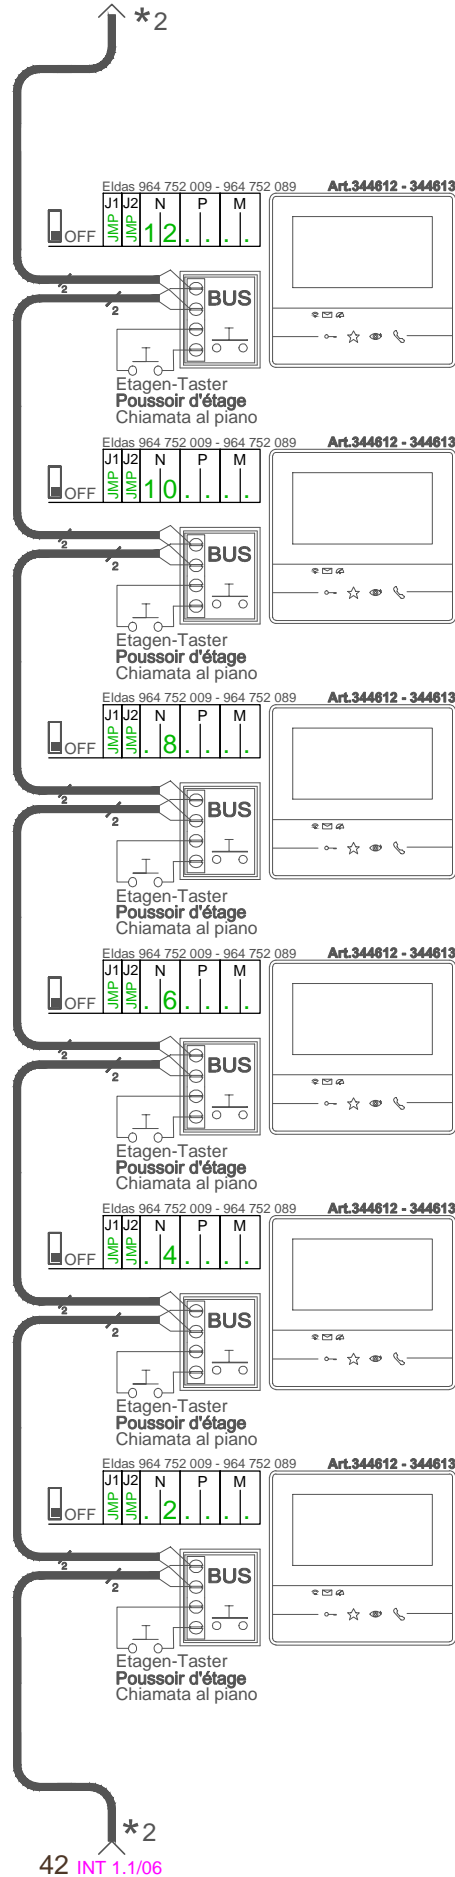 *2
Eldas 964 752 009 - 964 752 089 Art.344612 - 344613
J1 J2 N P M
OFF JMP JMP 1 2 . . . .
2
BUS
2
Etagen-Taster
Poussoir d'étage
Chiamata al piano
Eldas 964 752 009 - 964 752 089 Art.344612 - 344613
J1 J2 N P M
OFF JMP JMP 1 0 . . . .
2
BUS
2
Etagen-Taster
Poussoir d'étage
Chiamata al piano
Eldas 964 752 009 - 964 752 089 Art.344612 - 344613
J1 J2 N P M
OFF JMP JMP . 8 . . . .
2
BUS
2
Etagen-Taster
Poussoir d'étage
Chiamata al piano
Eldas 964 752 009 - 964 752 089 Art.344612 - 344613
J1 J2 N P M
OFF JMP JMP . 6 . . . .
2
BUS
2
Etagen-Taster
Poussoir d'étage
Chiamata al piano
Eldas 964 752 009 - 964 752 089 Art.344612 - 344613
J1 J2 N P M
OFF JMP JMP . 4 . . . .
2
BUS
2
Etagen-Taster
Poussoir d'étage
Chiamata al piano
Eldas 964 752 009 - 964 752 089 Art.344612 - 344613
J1 J2 N P M
OFF JMP JMP . 2 . . . .
2
BUS
2
Etagen-Taster
Poussoir d'étage
Chiamata al piano
*2
42 INT 1.1/06